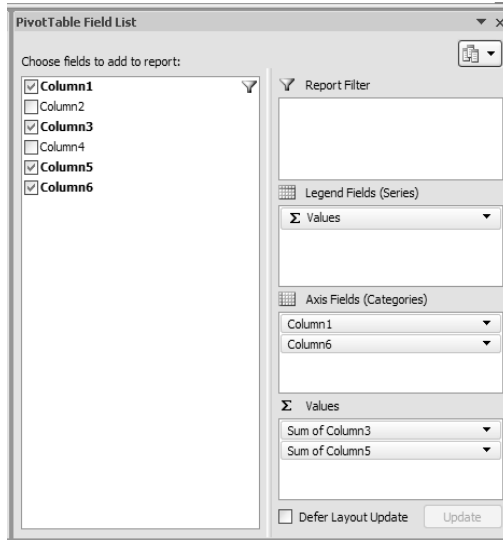 PivotTable Field List
Choose fields to add to report:
Column1
Column2
Column3
Column4
Column5
Column6
Report Filter
Legend Fields (Series)
Σ Values
Axis Fields (Categories)
Column1
Column6
Σ Values
Sum of Column3
Sum of Column5
Defer Layout Update Update